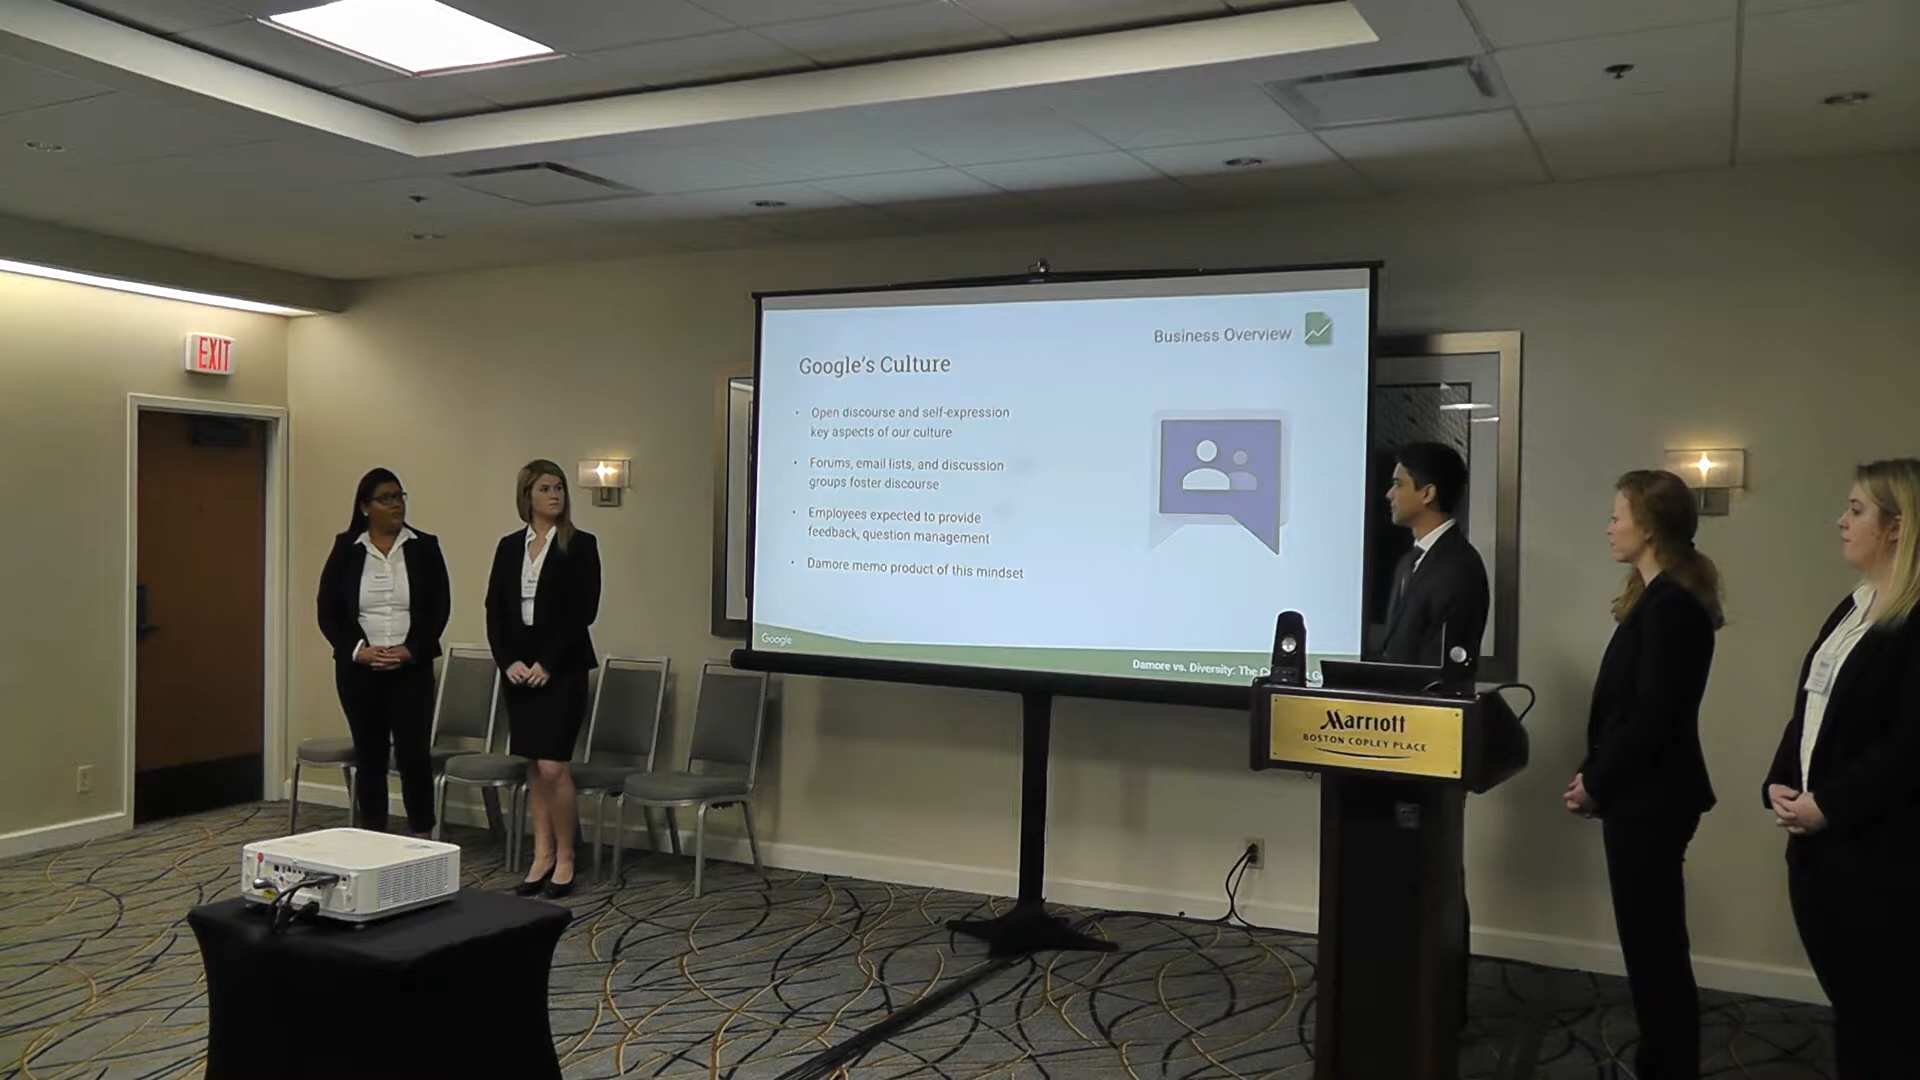 EXIT
Business Overview
Google's Culture
• Open discourse and self-expression
key aspects of our culture
• Forums, email lists, and discussion
groups foster discourse
• Employees expected to provide
feedback, question management
• Damore memo product of this mindset
Google
Damore vs. Diversity: The
Marriott
BOSTON COPLEY PLACE